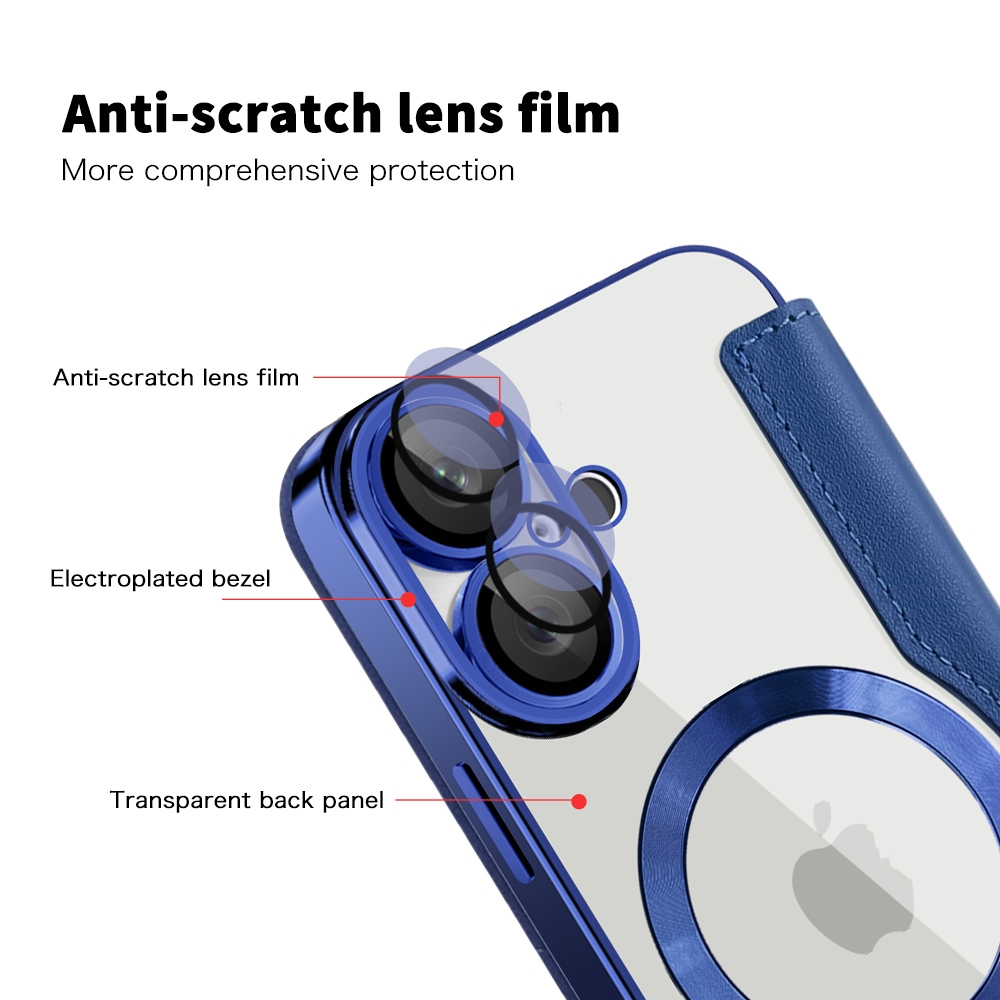 Anti-scratch lens film
More comprehensive protection
Anti-scratch lens film
Electroplated bezel
Transparent back panel